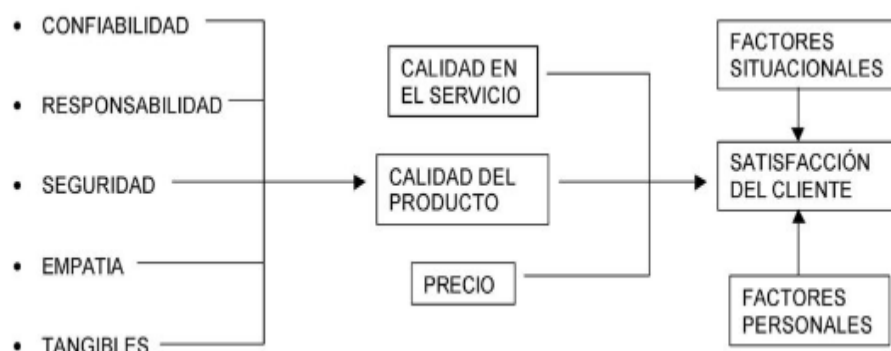 • CONFIABILIDAD
• RESPONSABILIDAD
• SEGURIDAD
• EMPATIA
• TANGIBLES
CALIDAD EN
EL SERVICIO
CALIDAD DEL
PRODUCTO
PRECIO
FACTORES
SITUACIONALES
SATISFACCIÓN
DEL CLIENTE
FACTORES
PERSONALES